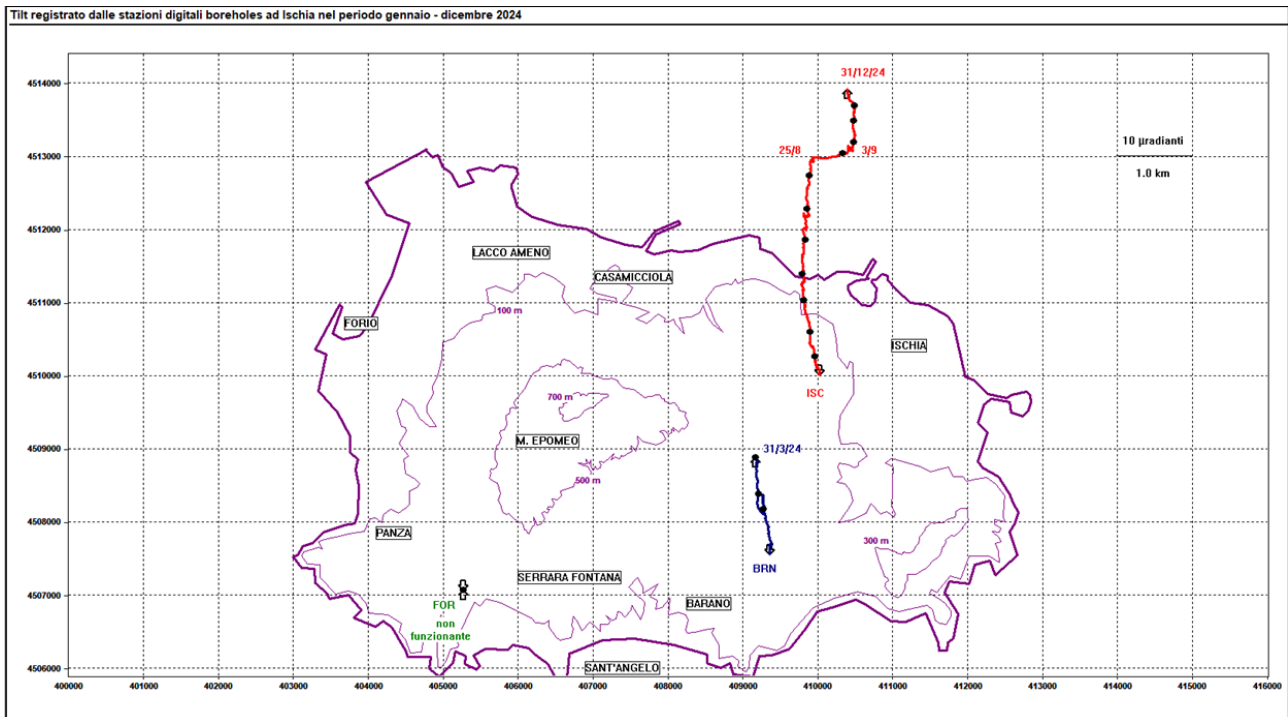 Tilt registrato dalle stazioni digitali boreholes ad Ischia nel periodo gennaio - dicembre 2024
31/12/24
4514000
10 µradianti
25/8
3/9
4513000
1.0 km
4512000
LACCO AMENO
CASAMICCIOLA
4511000
100 m
FORIO
ISCHIA
4510000
ISC
700 m
M. EPOMEO
31/3/24
4509000
500 m
4508000
PANZA
300 m
BRN
SERRARA FONTANA
4507000
FOR
non
funzionante
BARANO
4506000
SANT'ANGELO
400000 401000 402000 403000 404000 405000 406000 407000 408000 409000 410000 411000 412000 413000 414000 415000 416000